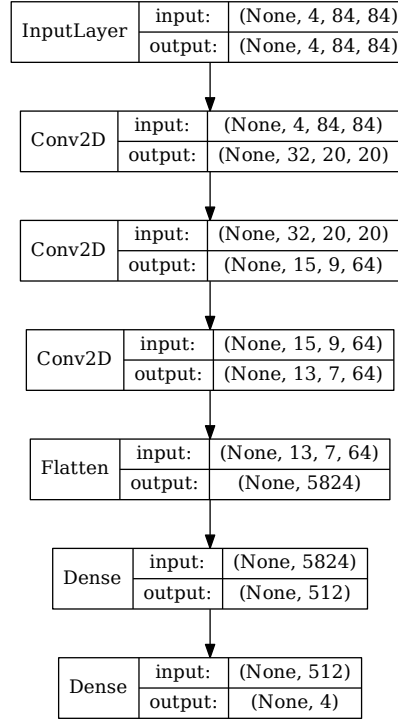 InputLayer input: (None, 4, 84, 84)
output: (None, 4, 84, 84)
Conv2D input: (None, 4, 84, 84)
output: (None, 32, 20, 20)
Conv2D input: (None, 32, 20, 20)
output: (None, 15, 9, 64)
Conv2D input: (None, 15, 9, 64)
output: (None, 13, 7, 64)
Flatten input: (None, 13, 7, 64)
output: (None, 5824)
Dense input: (None, 5824)
output: (None, 512)
Dense input: (None, 512)
output: (None, 4)